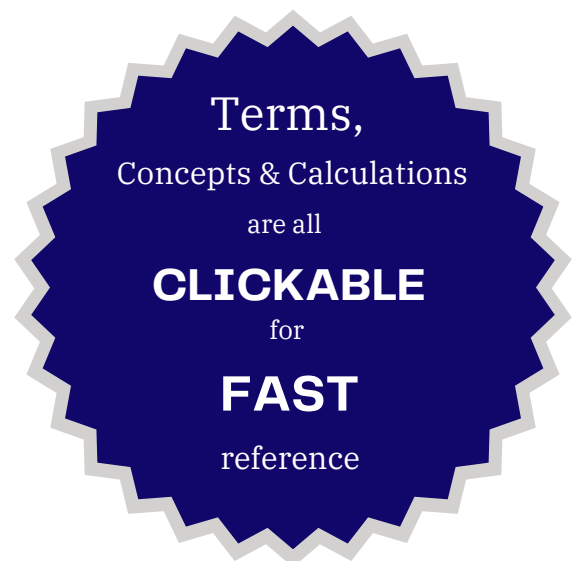 Terms,
Concepts & Calculations
are all
CLICKABLE
for
FAST
reference